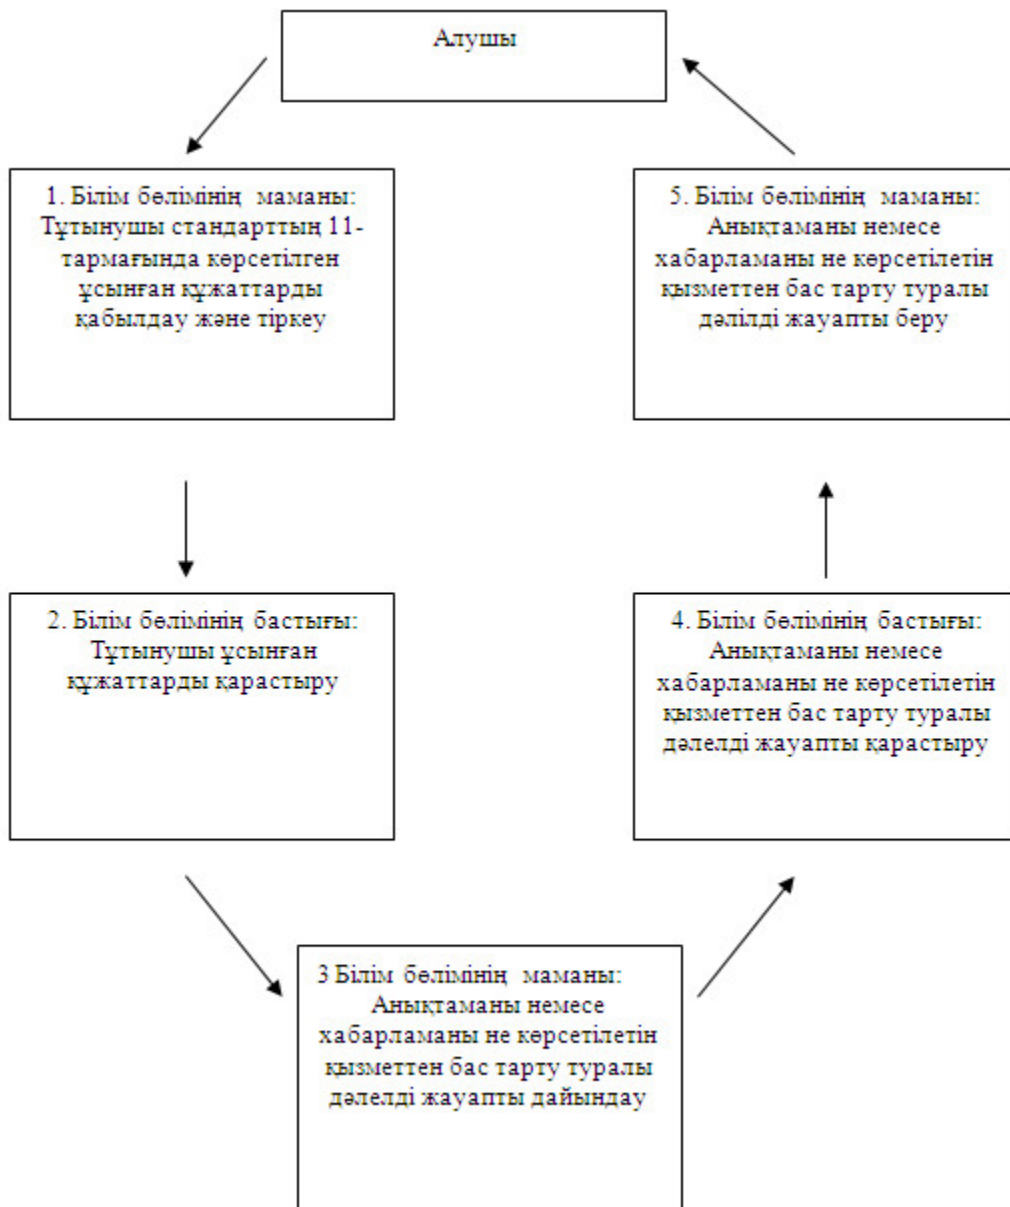 Алушы
1. Білім бөлімінің маманы:
Тұтынушы стандарттың 11-
тармағында көрсетілген
ұсынған құжаттарды
қабылдау және тіркеу
2. Білім бөлімінің бастығы:
Тұтынушы ұсынған
құжаттарды қарастыру
3 Білім бөлімінің маманы:
Анықтаманы немесе
хабарламаны не көрсетілетін
қызметтен бас тарту туралы
дәлелді жауапты дайындау
4. Білім бөлімінің бастығы:
Анықтаманы немесе
хабарламаны не көрсетілетін
қызметтен бас тарту туралы
дәлелді жауапты қарастыру
5. Білім бөлімінің маманы:
Анықтаманы немесе
хабарламаны не көрсетілетін
қызметтен бас тарту туралы
дәлілді жауапты беру